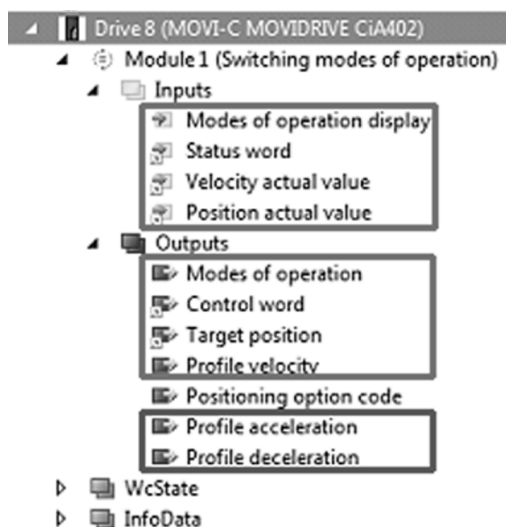 Drive 8 (MOVI-C MOVIDRIVE CiA402)
Module 1 (Switching modes of operation)
Inputs
Modes of operation display
Status word
Velocity actual value
Position actual value
Outputs
Modes of operation
Control word
Target position
Profile velocity
Positioning option code
Profile acceleration
Profile deceleration
WcState
InfoData